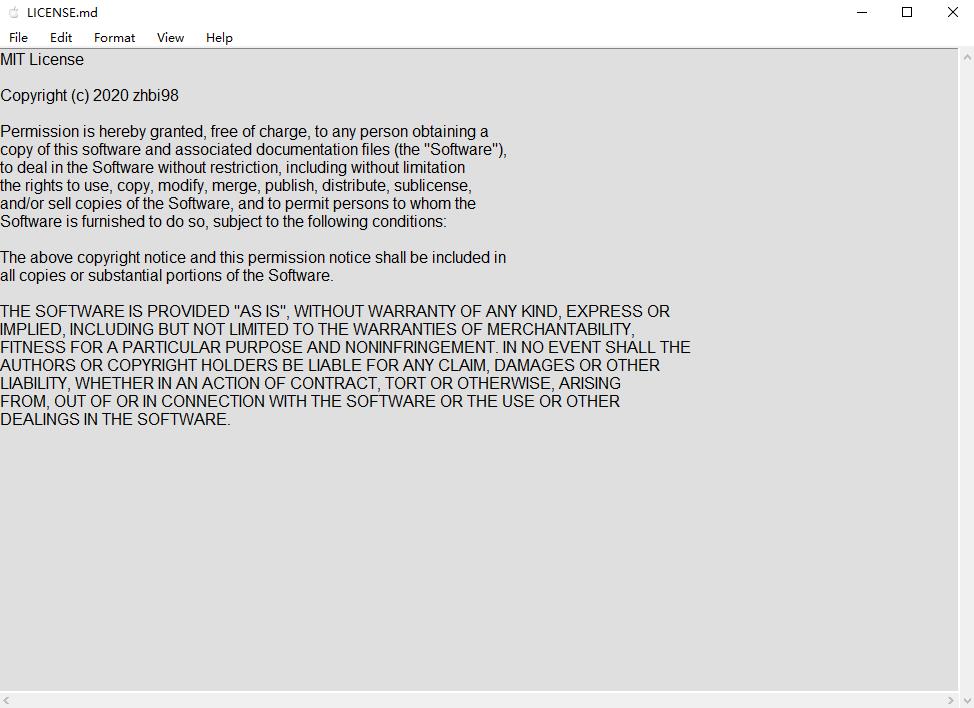 LICENSE.md
File Edit Format View Help
MIT License
Copyright (c) 2020 zhbi98
Permission is hereby granted, free of charge, to any person obtaining a
copy of this software and associated documentation files (the "Software"),
to deal in the Software without restriction, including without limitation
the rights to use, copy, modify, merge, publish, distribute, sublicense,
and/or sell copies of the Software, and to permit persons to whom the
Software is furnished to do so, subject to the following conditions:
The above copyright notice and this permission notice shall be included in
all copies or substantial portions of the Software.
THE SOFTWARE IS PROVIDED "AS IS", WITHOUT WARRANTY OF ANY KIND, EXPRESS OR
IMPLIED, INCLUDING BUT NOT LIMITED TO THE WARRANTIES OF MERCHANTABILITY,
FITNESS FOR A PARTICULAR PURPOSE AND NONINFRINGEMENT. IN NO EVENT SHALL THE
AUTHORS OR COPYRIGHT HOLDERS BE LIABLE FOR ANY CLAIM, DAMAGES OR OTHER
LIABILITY, WHETHER IN AN ACTION OF CONTRACT, TORT OR OTHERWISE, ARISING
FROM, OUT OF OR IN CONNECTION WITH THE SOFTWARE OR THE USE OR OTHER
DEALINGS IN THE SOFTWARE.